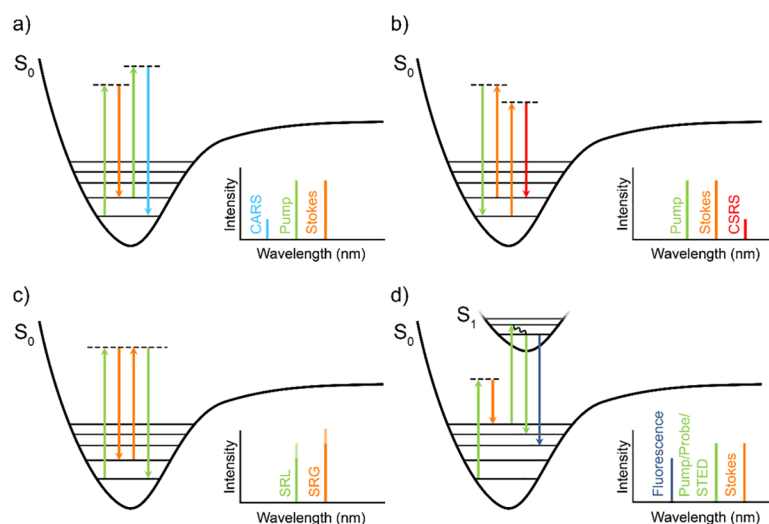 a)
S0
Intensity
CARS
Pump
Stokes
Wavelength (nm)
b)
S0
Intensity
Pump
Stokes
CSRS
Wavelength (nm)
c)
S0
Intensity
SRL
SRG
Wavelength (nm)
d)
S0
S1
Intensity
Fluorescence
Pump/Probe/
STED
Stokes
Wavelength (nm)